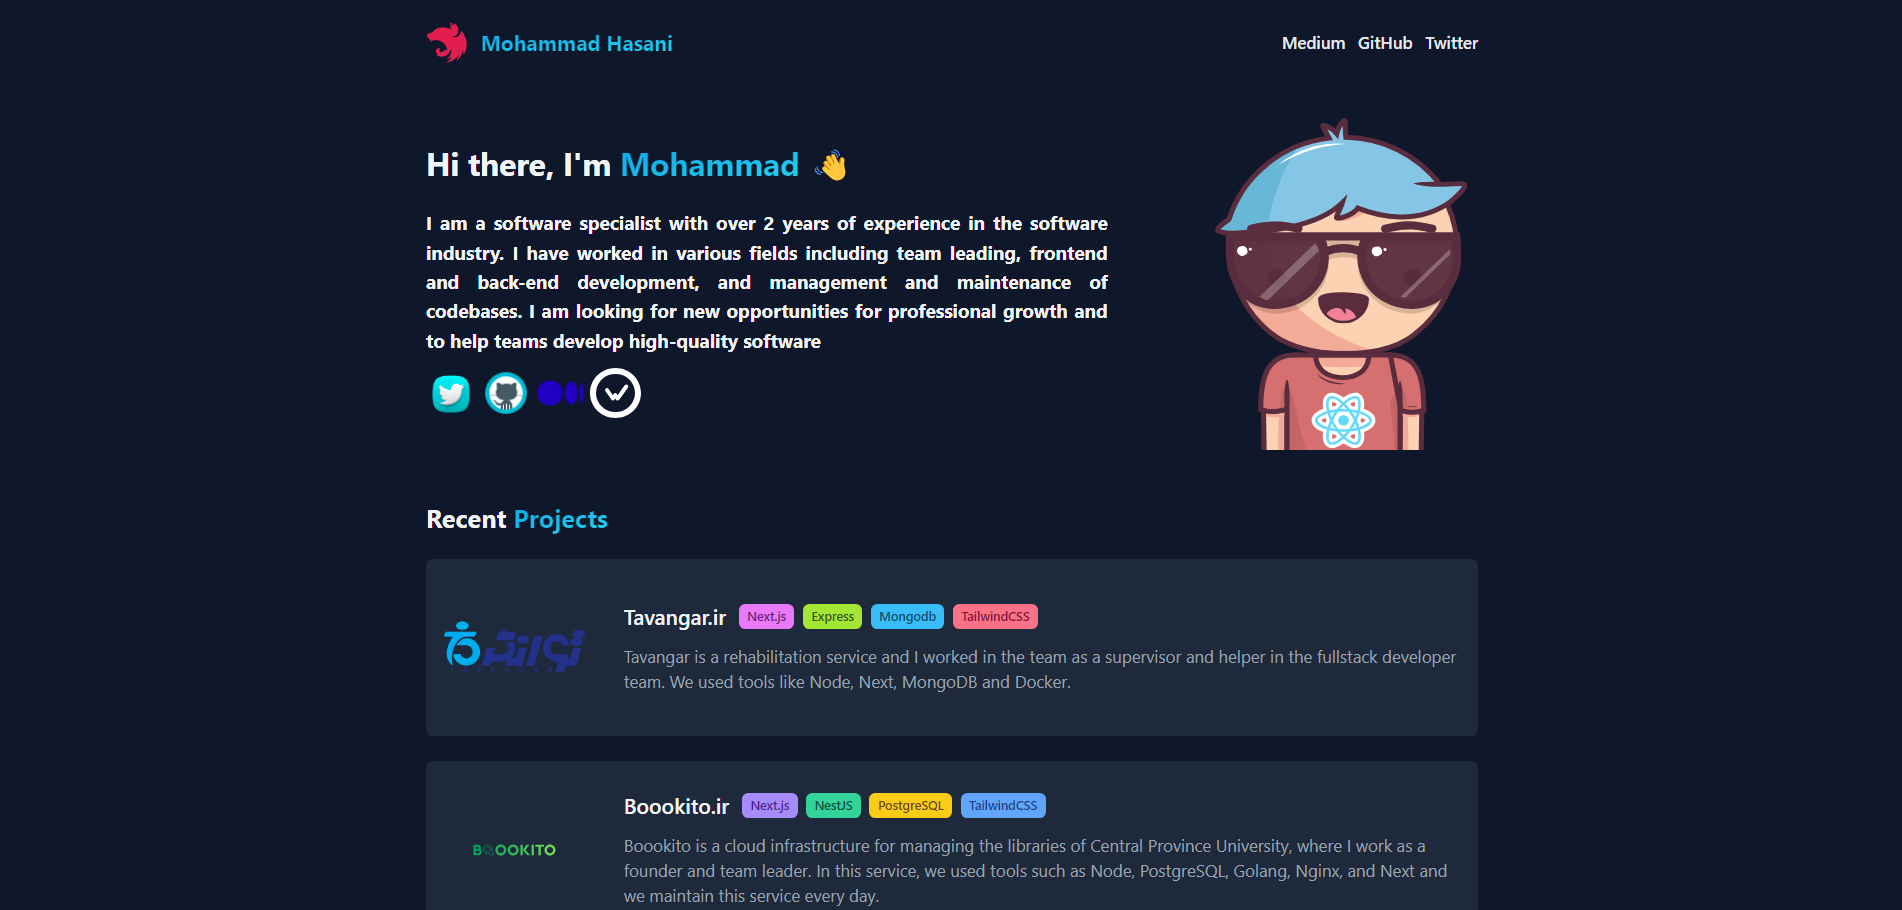 Mohammad Hasani
Medium GitHub Twitter
Hi there, I'm Mohammad 👋
I am a software specialist with over 2 years of experience in the software
industry. I have worked in various fields including team leading, frontend
and back-end development, and management and maintenance of
codebases. I am looking for new opportunities for professional growth and
to help teams develop high-quality software
Recent Projects
توانگر
Tavangar.ir Next.js Express Mongodb TailwindCSS
Tavangar is a rehabilitation service and I worked in the team as a supervisor and helper in the fullstack developer
team. We used tools like Node, Next, MongoDB and Docker.
BOOOKITO
Boookito.ir Next.js NestJS PostgreSQL TailwindCSS
Boookito is a cloud infrastructure for managing the libraries of Central Province University, where I work as a
founder and team leader. In this service, we used tools such as Node, PostgreSQL, Golang, Nginx, and Next and
we maintain this service every day.